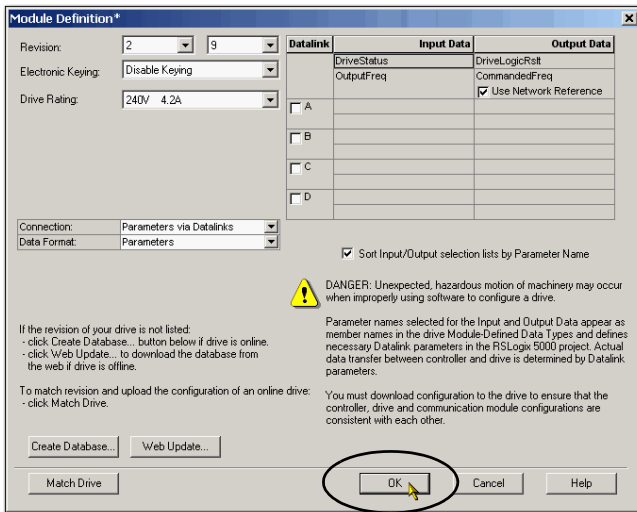 Module Definition*
Revision: 2 9
Electronic Keying: Disable Keying
Drive Rating: 240V 4.2A
Connection: Parameters via Datalinks
Data Format: Parameters
If the revision of your drive is not listed:
- click Create Database... button below if drive is online.
- click Web Update... to download the database from
the web if drive is offline.
To match revision and upload the configuration of an online drive:
- click Match Drive.
Create Database... Web Update...
Datalink Input Data Output Data
DriveStatus DriveLogicRslt
OutputFreq CommandedFreq
Use Network Reference
A
B
C
D
Sort Input/Output selection lists by Parameter Name
DANGER: Unexpected, hazardous motion of machinery may occur
when improperly using software to configure a drive.
Parameter names selected for the Input and Output Data appear as
member names in the drive Module-Defined Data Types and defines
necessary Datalink parameters in the RSLogix 5000 project. Actual
data transfer between controller and drive is determined by Datalink
parameters.
You must download configuration to the drive to ensure that the
controller, drive and communication module configurations are
consistent with each other.
Match Drive OK Cancel Help